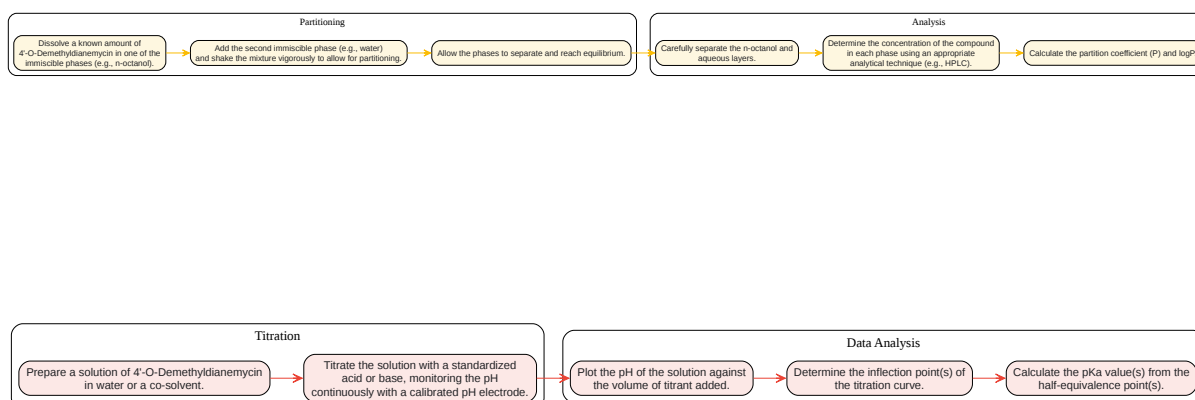 Partitioning
Dissolve a known amount of
4'-O-Demethyldianemycin in one of the
immiscible phases (e.g., n-octanol).
Add the second immiscible phase (e.g., water)
and shake the mixture vigorously to allow for partitioning.
Allow the phases to separate and reach equilibrium.
Analysis
Carefully separate the n-octanol and
aqueous layers.
Determine the concentration of the compound
in each phase using an appropriate
analytical technique (e.g., HPLC).
Calculate the partition coefficient (P) and logP
Titration
Prepare a solution of 4'-O-Demethyldianemycin
in water or a co-solvent.
Titrate the solution with a standardized
acid or base, monitoring the pH
continuously with a calibrated pH electrode.
Data Analysis
Plot the pH of the solution against
the volume of titrant added.
Determine the inflection point(s) of
the titration curve.
Calculate the pKa value(s) from the
half-equivalence point(s).